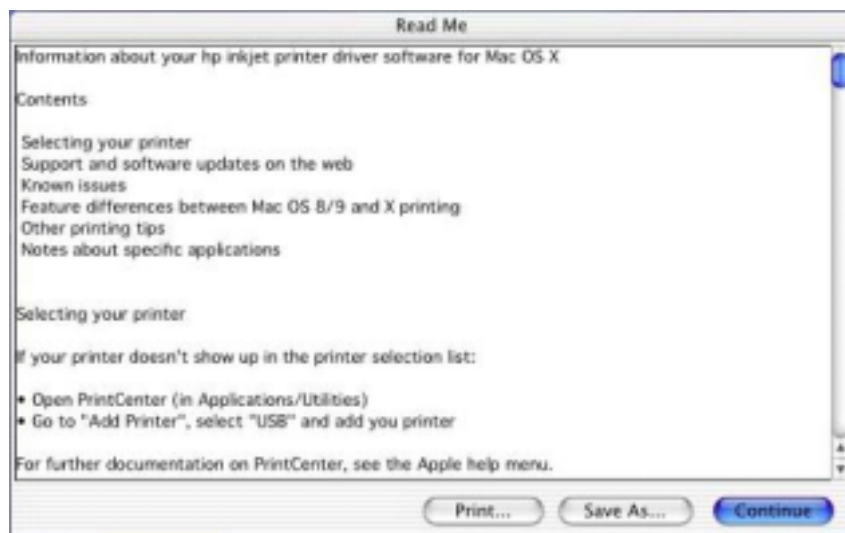 Read Me
Information about your hp inkjet printer driver software for Mac OS X
Contents
Selecting your printer
Support and software updates on the web
Known issues
Feature differences between Mac OS 8/9 and X printing
Other printing tips
Notes about specific applications
Selecting your printer
If your printer doesn't show up in the printer selection list:
• Open PrintCenter (in Applications/Utilities)
• Go to "Add Printer", select "USB" and add you printer
For further documentation on PrintCenter, see the Apple help menu.
Print... Save As... Continue